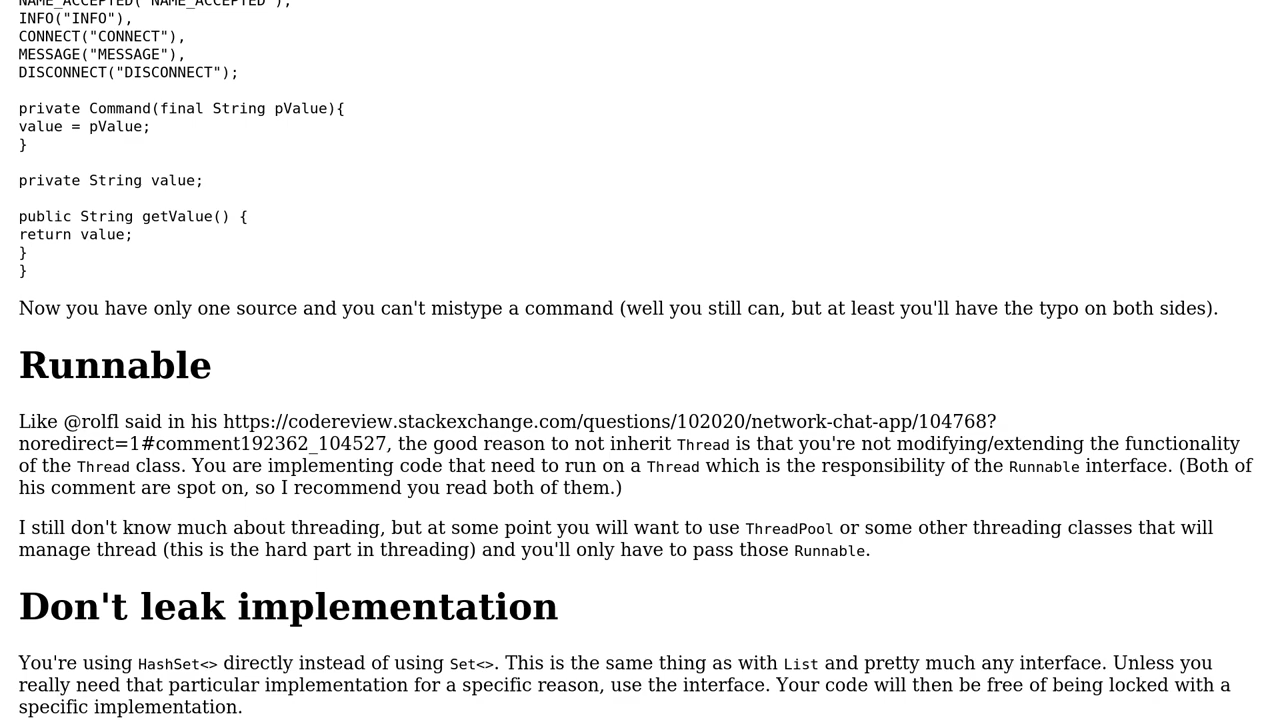 NAME_ACCEPTED("NAME_ACCEPTED"),
INFO("INFO"),
CONNECT("CONNECT"),
MESSAGE("MESSAGE"),
DISCONNECT("DISCONNECT");
private Command(final String pValue){
value = pValue;
}
private String value;
public String getValue() {
return value;
}
}
Now you have only one source and you can't mistype a command (well you still can, but at least you'll have the typo on both sides).
Runnable
Like @rolfl said in his https://codereview.stackexchange.com/questions/102020/network-chat-app/104768?
noredirect=1#comment192362_104527, the good reason to not inherit Thread is that you're not modifying/extending the functionality
of the Thread class. You are implementing code that need to run on a Thread which is the responsibility of the Runnable interface. (Both of
his comment are spot on, so I recommend you read both of them.)
I still don't know much about threading, but at some point you will want to use ThreadPool or some other threading classes that will
manage thread (this is the hard part in threading) and you'll only have to pass those Runnable.
Don't leak implementation
You're using HashSet<> directly instead of using Set<>. This is the same thing as with List and pretty much any interface. Unless you
really need that particular implementation for a specific reason, use the interface. Your code will then be free of being locked with a
specific implementation.